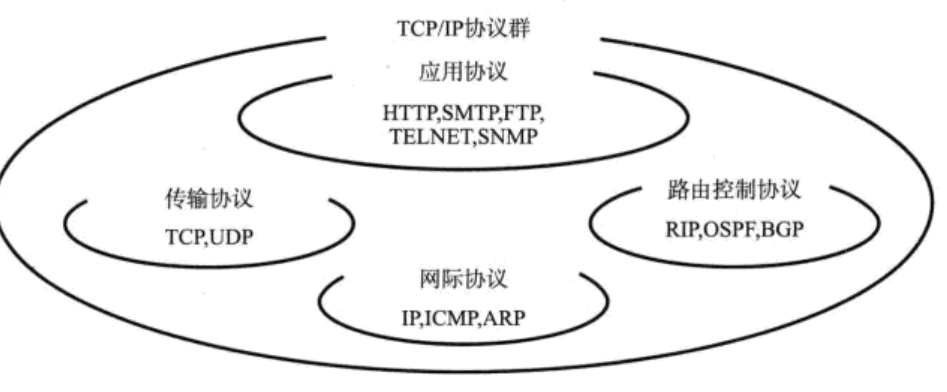 TCP/IP协议群
应用协议
HTTP,SMTP,FTP,
TELNET,SNMP
传输协议
TCP,UDP
路由控制协议
RIP,OSPF,BGP
网际协议
IP,ICMP,ARP